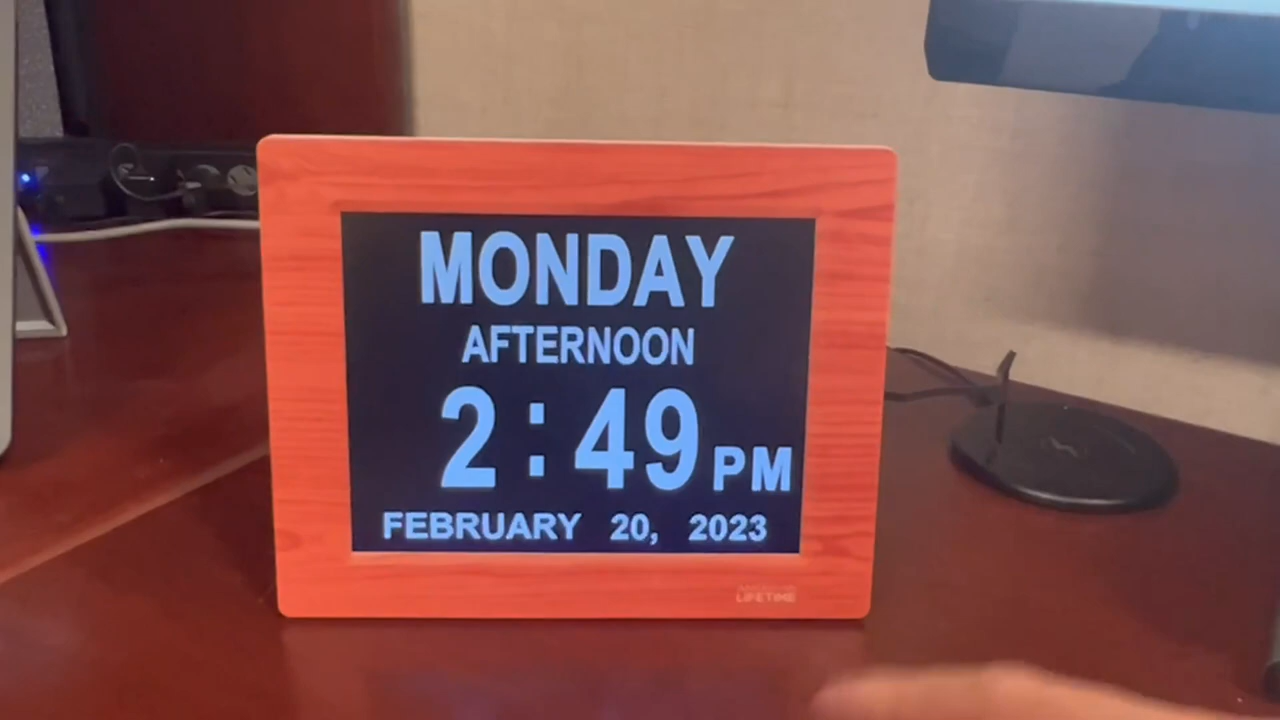 MONDAY
AFTERNOON
2:49 PM
FEBRUARY 20, 2023
LIFETIME